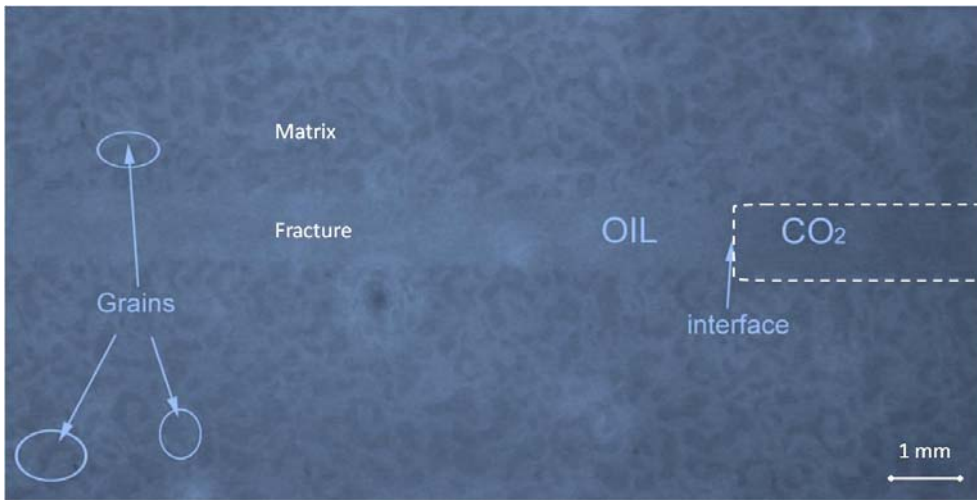 Matrix
Fracture
OIL
CO₂
Grains
interface
1 mm